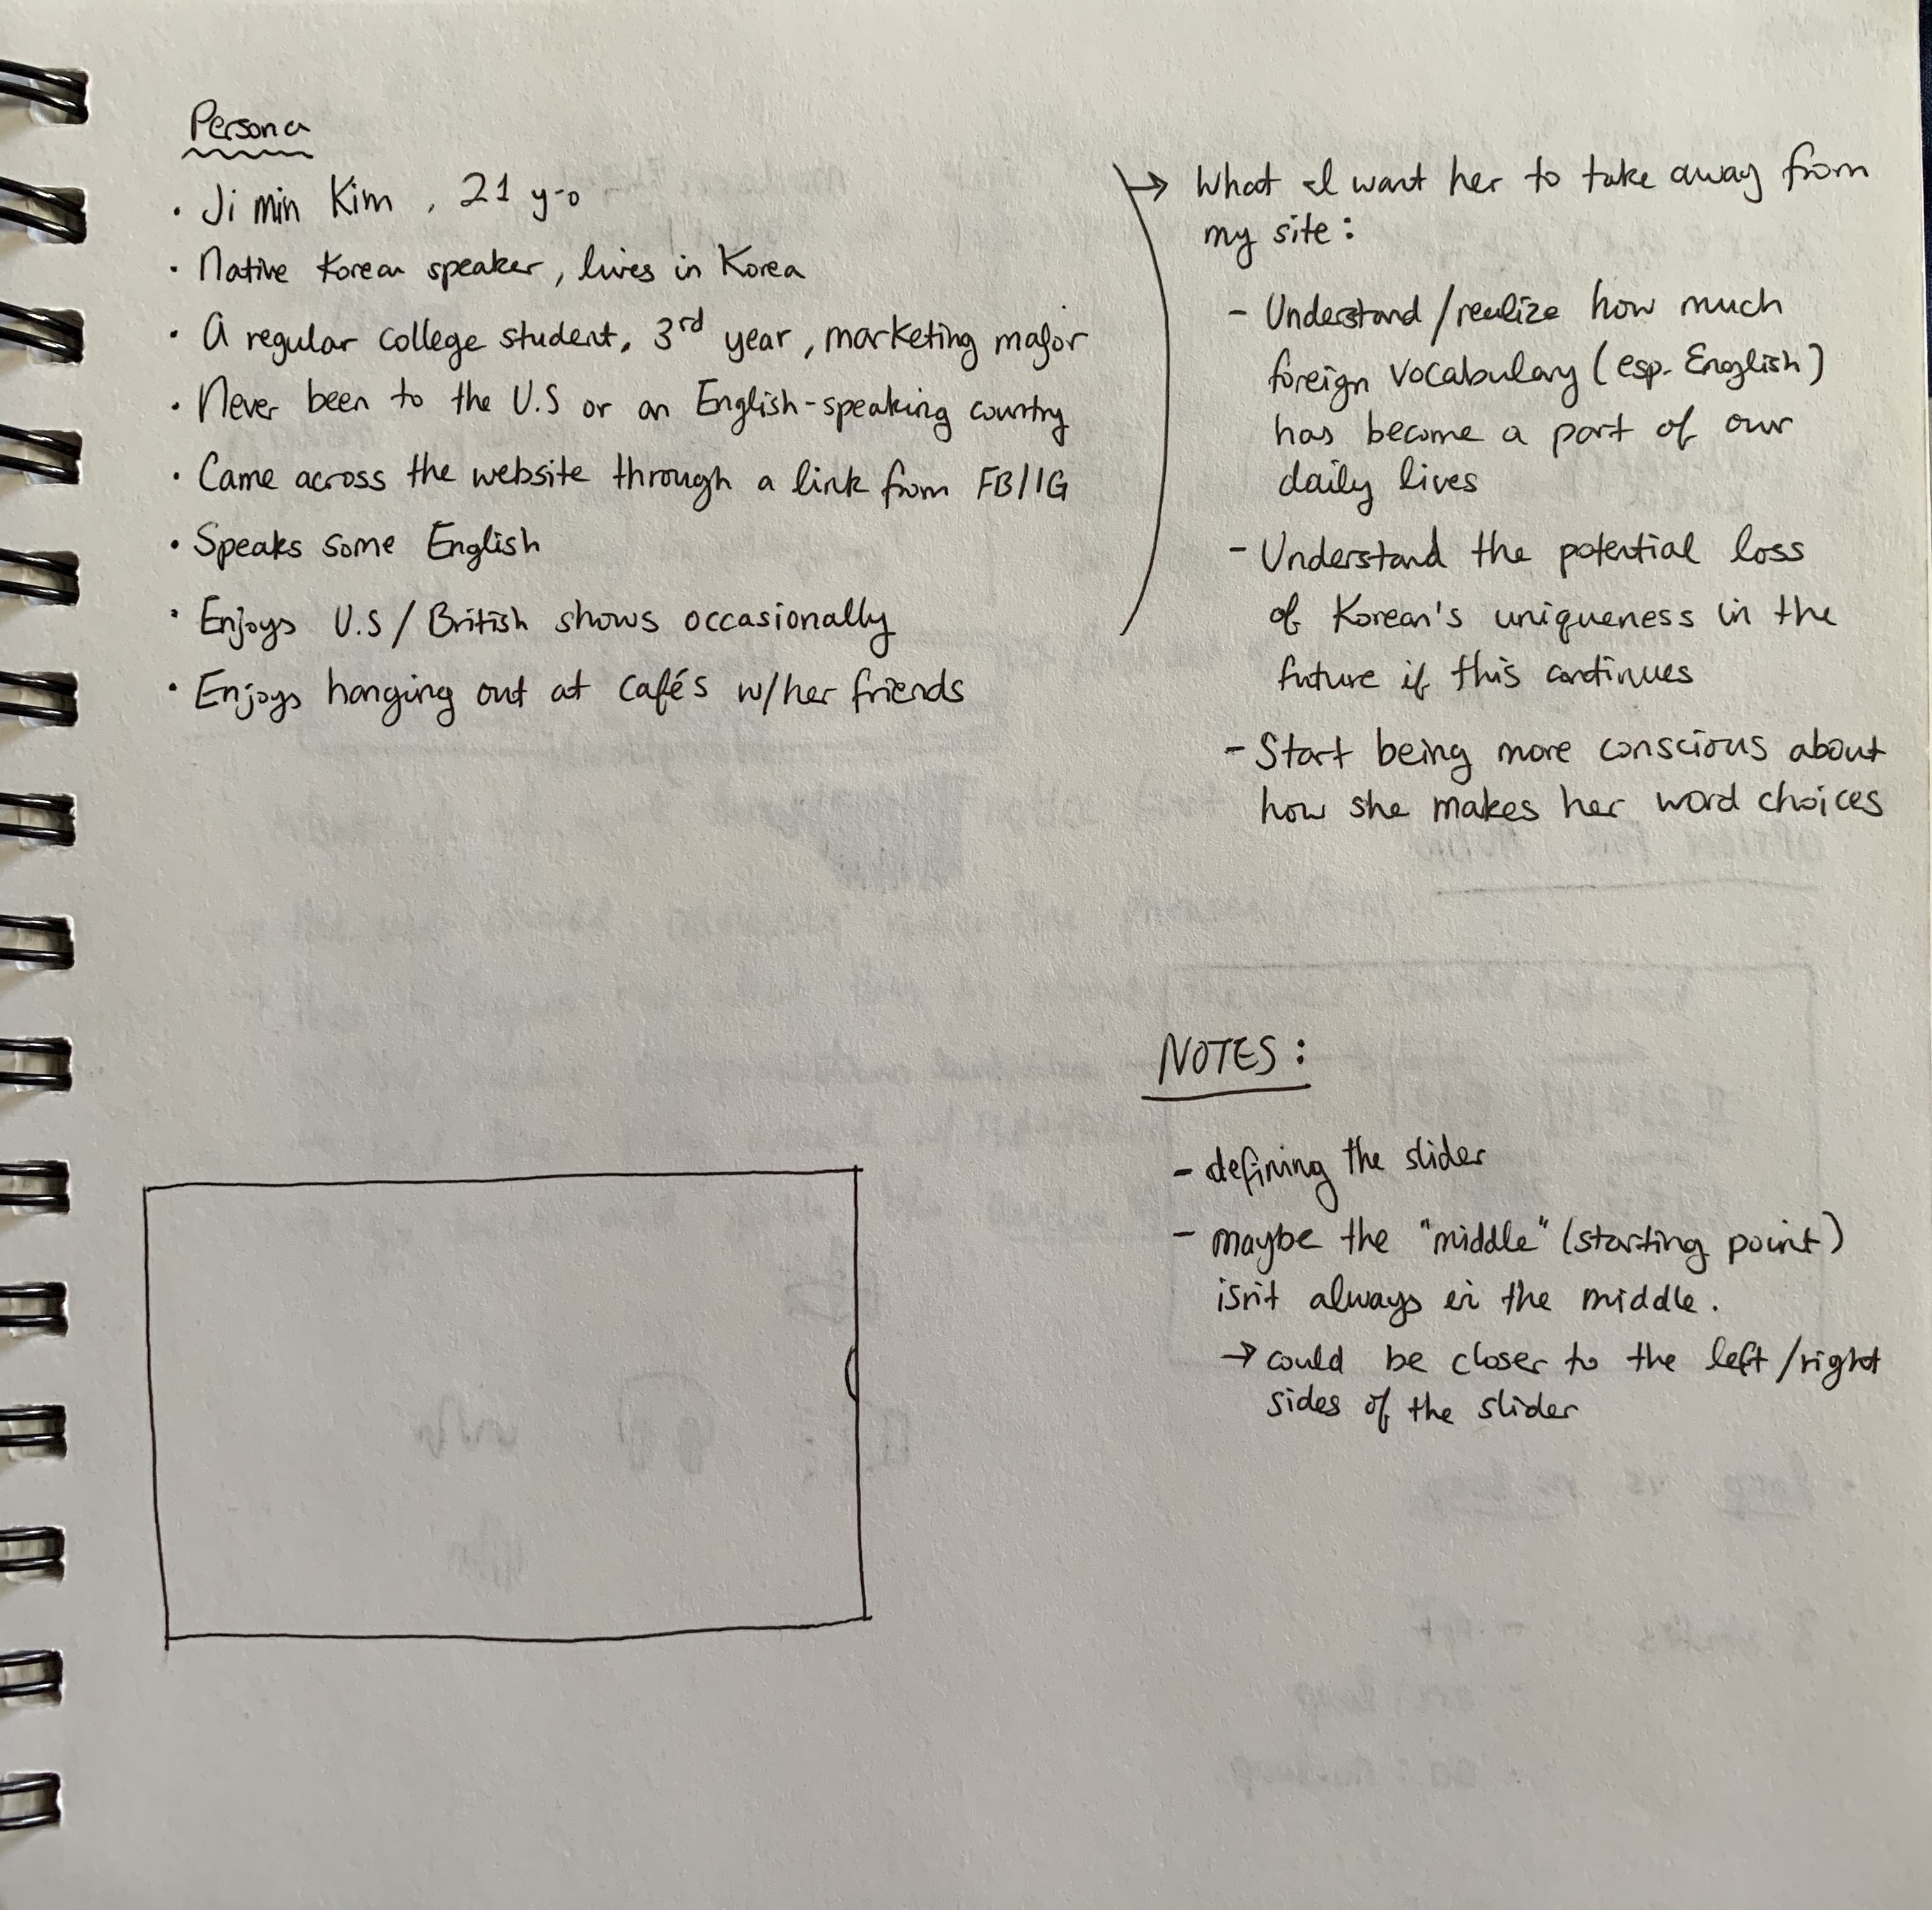 Persona
· Ji min Kim, 21 y-o
· Native Korean speaker, lives in Korea
· A regular college student, 3rd year, marketing major
· Never been to the U.S or an English-speaking country
· Came across the website through a link from FB/IG
· Speaks some English
· Enjoys U.S / British shows occasionally
· Enjoys hanging out at cafés w/her friends
→ What I want her to take away from
my site:
- Understand / realize how much
foreign vocabulary (esp. English)
has become a part of our
daily lives
- Understand the potential loss
of Korean's uniqueness in the
future if this continues
- Start being more conscious about
how she makes her word choices
NOTES:
- defining the slider
- maybe the "middle" (starting point)
isn't always in the middle.
→ could be closer to the left/right
sides of the slider